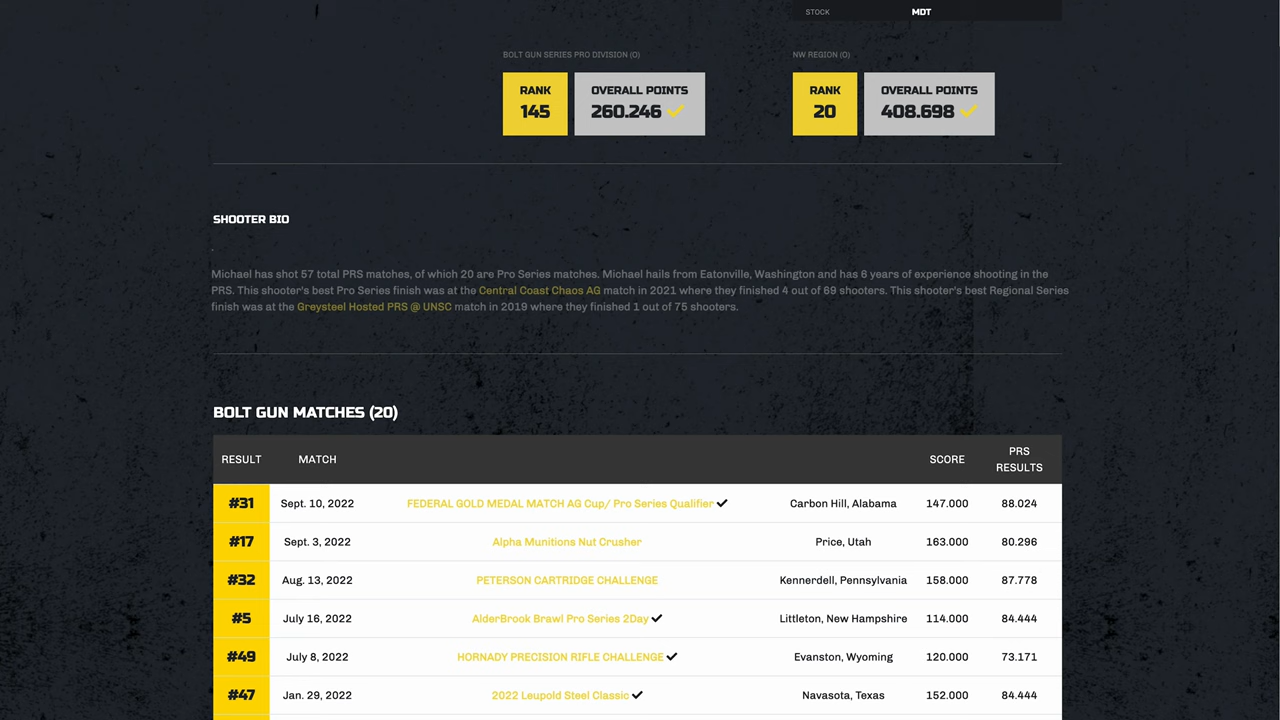 STOCK MDT
BOLT GUN SERIES PRO DIVISION (O) NW REGION (O)
RANK OVERALL POINTS RANK OVERALL POINTS
145 260.246 20 408.698
SHOOTER BIO
Michael has shot 57 total PRS matches, of which 20 are Pro Series matches. Michael hails from Eatonville, Washington and has 6 years of experience shooting in the
PRS. This shooter's best Pro Series finish was at the Central Coast Chaos AG match in 2021 where they finished 4 out of 69 shooters. This shooter's best Regional Series
finish was at the Greysteel Hosted PRS @ UNSC match in 2019 where they finished 1 out of 75 shooters.
BOLT GUN MATCHES (20)
RESULT MATCH SCORE PRS RESULTS
#31 Sept. 10, 2022 FEDERAL GOLD MEDAL MATCH AG Cup/ Pro Series Qualifier ✔ Carbon Hill, Alabama 147.000 88.024
#17 Sept. 3, 2022 Alpha Munitions Nut Crusher Price, Utah 163.000 80.296
#32 Aug. 13, 2022 PETERSON CARTRIDGE CHALLENGE Kennerdell, Pennsylvania 158.000 87.778
#5 July 16, 2022 AlderBrook Brawl Pro Series 2Day ✔ Littleton, New Hampshire 114.000 84.444
#49 July 8, 2022 HORNADY PRECISION RIFLE CHALLENGE ✔ Evanston, Wyoming 120.000 73.171
#47 Jan. 29, 2022 2022 Leupold Steel Classic ✔ Navasota, Texas 152.000 84.444